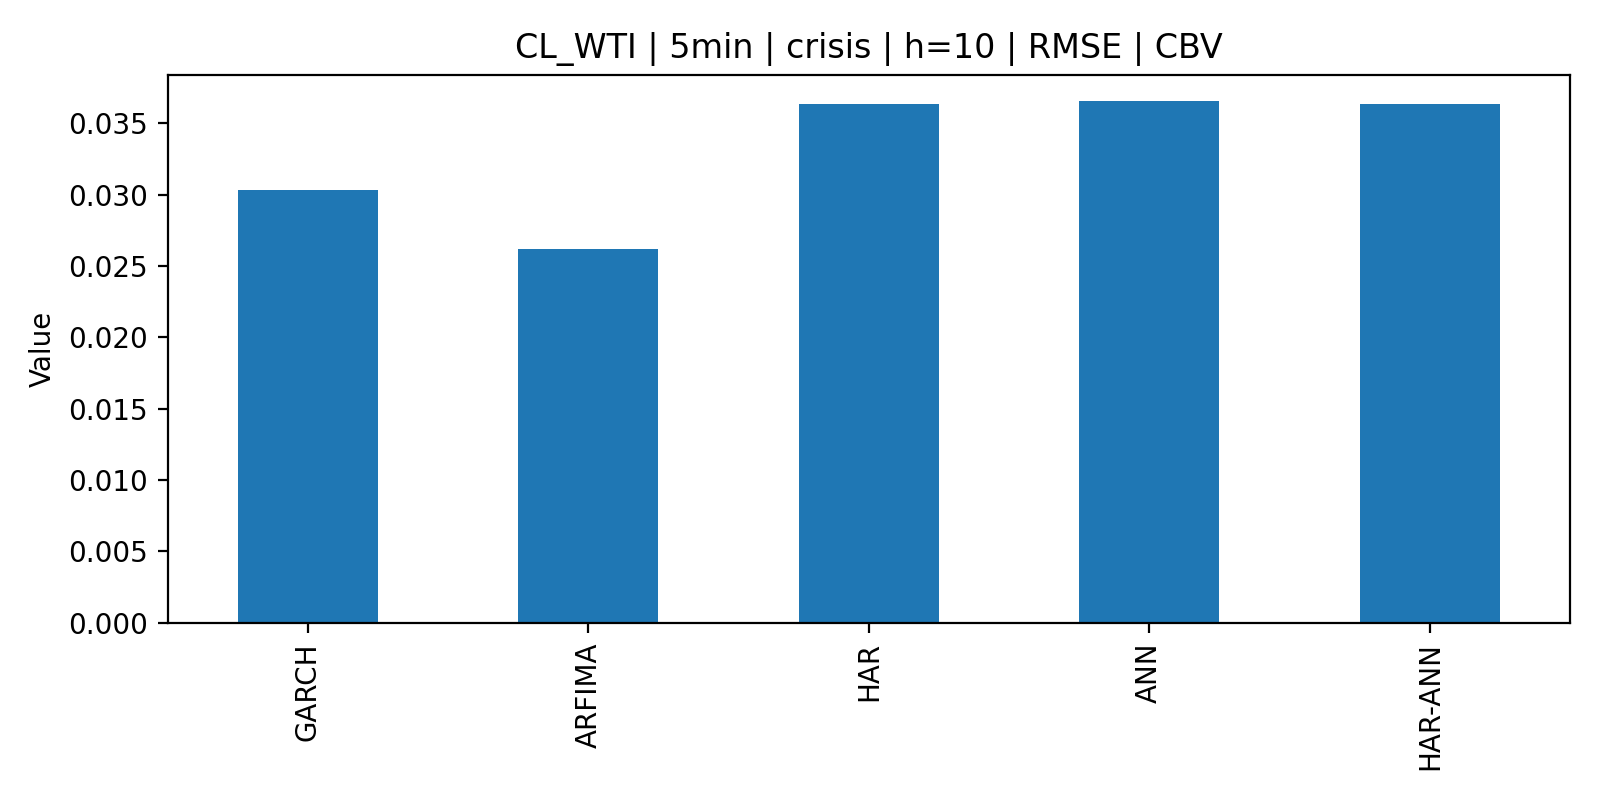 CL_WTI | 5min | crisis | h=10 | RMSE | CBV
Value
0.035
0.030
0.025
0.020
0.015
0.010
0.005
0.000
GARCH
ARFIMA
HAR
ANN
HAR-ANN